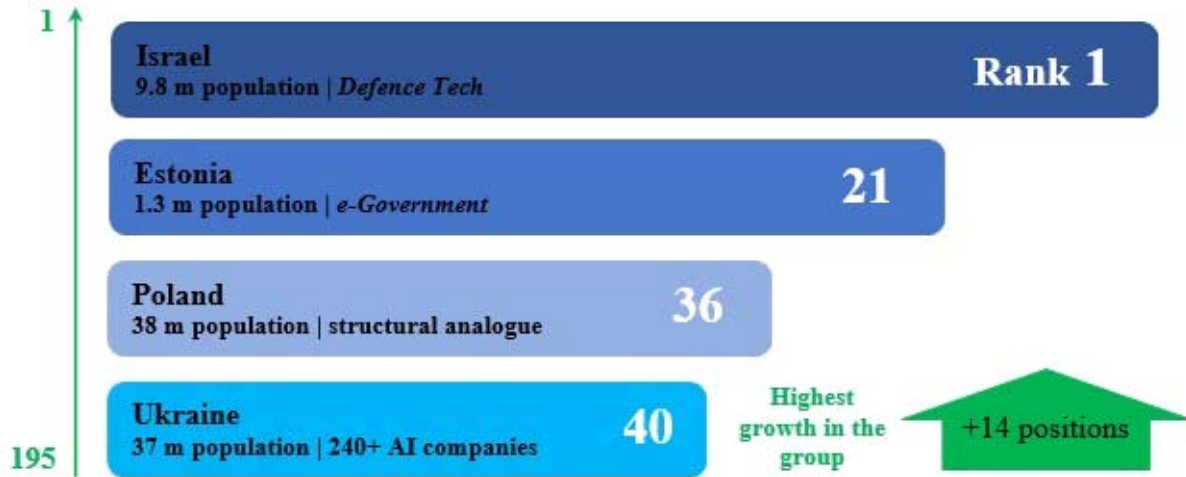 1
Israel
9.8 m population | Defence Tech
Rank 1
Estonia
1.3 m population | e-Government
21
Poland
38 m population | structural analogue
36
Ukraine
37 m population | 240+ AI companies
40
Highest
growth in the
group
+14 positions
195